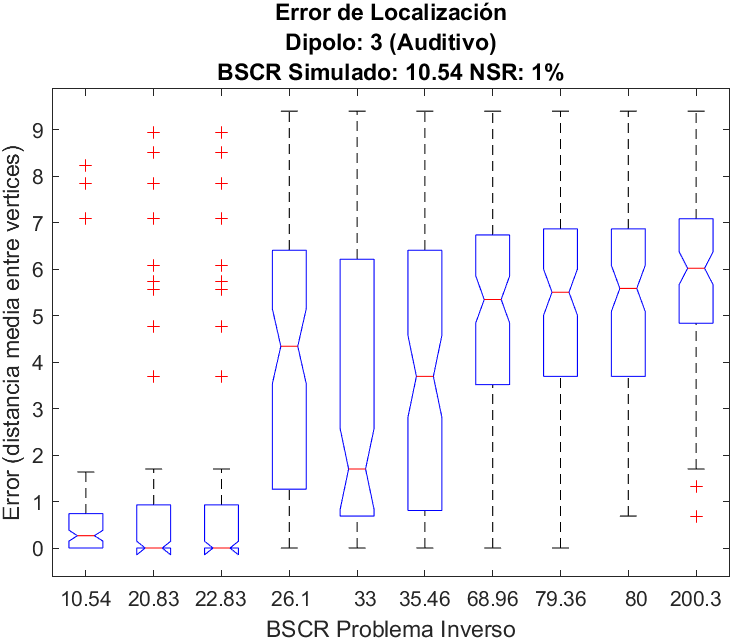 Error de Localización
Dipolo: 3 (Auditivo)
BSCR Simulado: 10.54 NSR: 1%
Error (distancia media entre vertices)
9
8
7
6
5
4
3
2
1
0
10.54 20.83 22.83 26.1 33 35.46 68.96 79.36 80 200.3
BSCR Problema Inverso